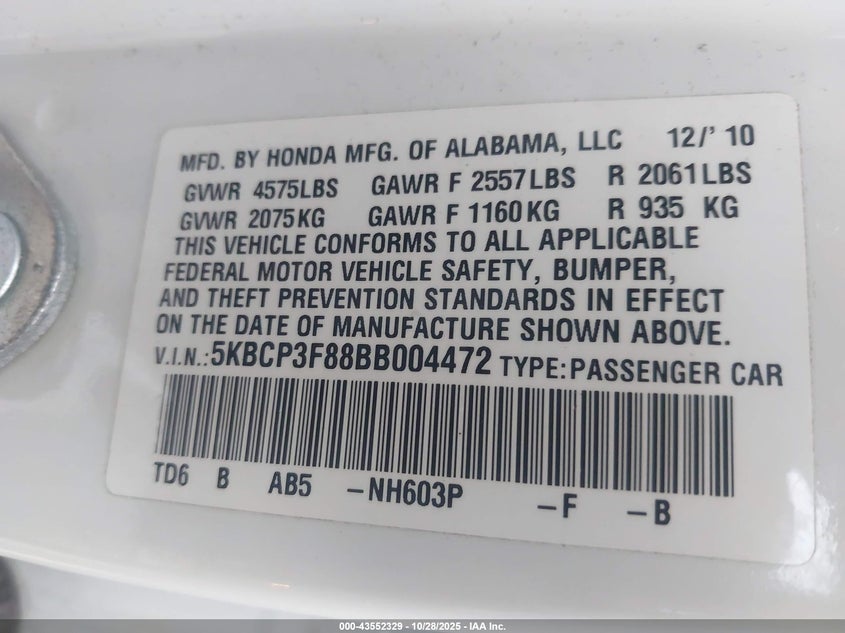 MFD. BY HONDA MFG. OF ALABAMA, LLC 12/'10
GVWR 4575LBS GAWR F 2557LBS R 2061LBS
GVWR 2075KG GAWR F 1160KG R 935 KG
THIS VEHICLE CONFORMS TO ALL APPLICABLE
FEDERAL MOTOR VEHICLE SAFETY, BUMPER,
AND THEFT PREVENTION STANDARDS IN EFFECT
ON THE DATE OF MANUFACTURE SHOWN ABOVE.
V.I.N.:5KBCP3F88BB004472 TYPE:PASSENGER CAR
TD6 B AB5 -NH603P -F -B
000-43552329 | 10/28/2025 - IAA Inc.